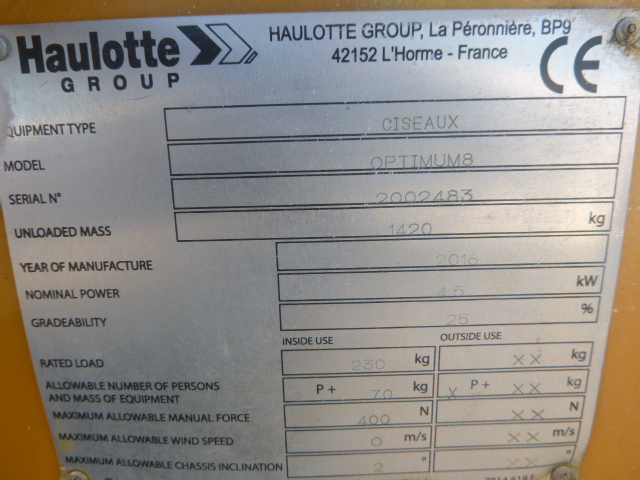 Haulotte
GROUP
HAULOTTE GROUP, La Péronnière, BP9
42152 L'Horme - France
CE
EQUIPMENT TYPE CISEAUX
MODEL OPTIMUM8
SERIAL N° 2002483
UNLOADED MASS 1420 kg
YEAR OF MANUFACTURE 2016
NOMINAL POWER 4.5 kW
GRADEABILITY 25 %
INSIDE USE OUTSIDE USE
RATED LOAD 230 kg XX kg
ALLOWABLE NUMBER OF PERSONS
AND MASS OF EQUIPMENT P + 70 kg X P + XX kg
MAXIMUM ALLOWABLE MANUAL FORCE 400 N XX N
MAXIMUM ALLOWABLE WIND SPEED 0 m/s XX m/s
MAXIMUM ALLOWABLE CHASSIS INCLINATION 2 ° XX °